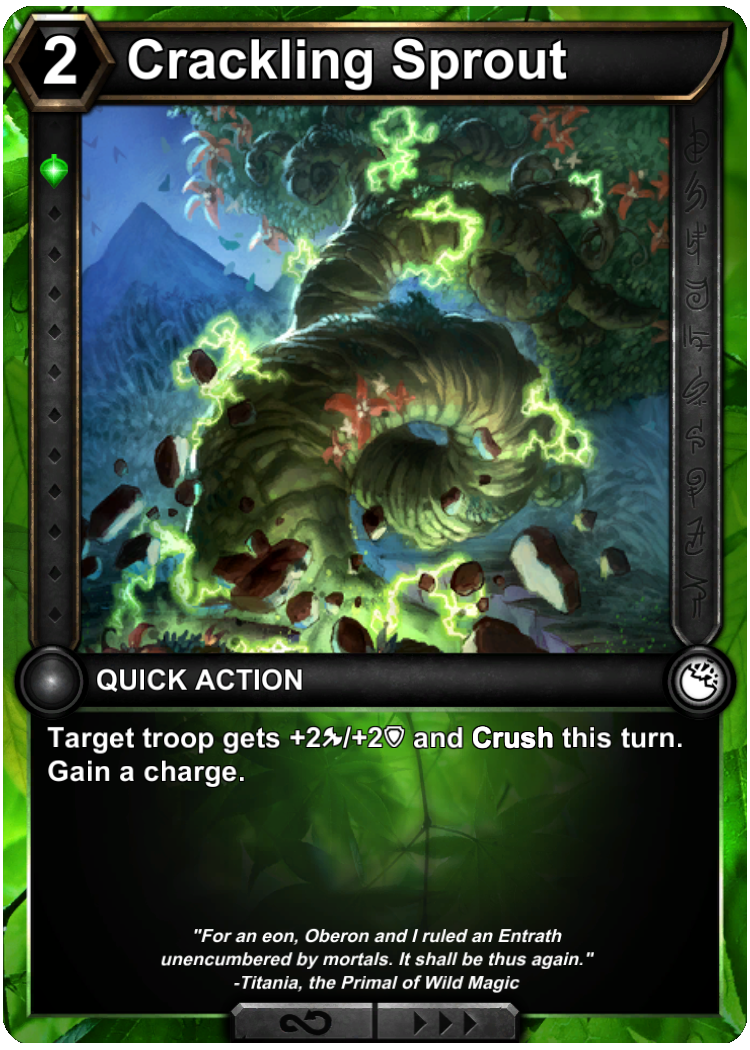 2
Crackling Sprout
QUICK ACTION
Target troop gets +2/+2 and Crush this turn.
Gain a charge.
"For an eon, Oberon and I ruled an Entrath
unencumbered by mortals. It shall be thus again."
-Titania, the Primal of Wild Magic